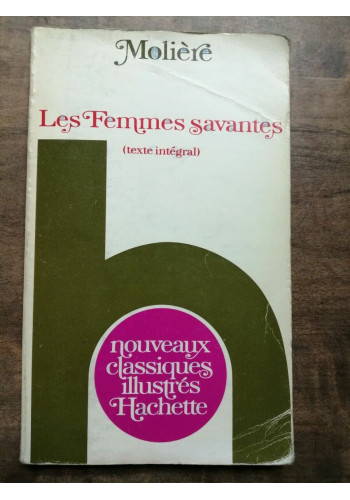 Molière
Les Femmes savantes
(texte intégral)
nouveaux
classiques
illustrés
Hachette